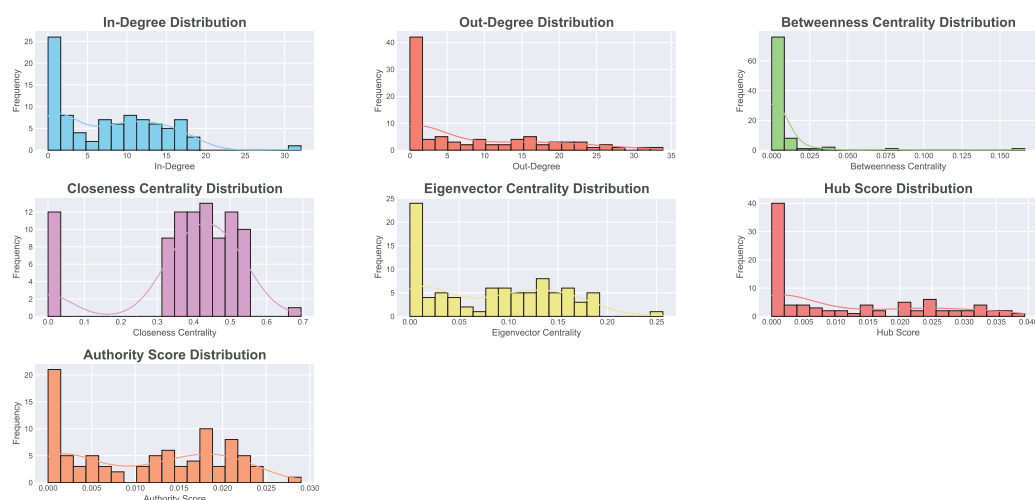 In-Degree Distribution
Out-Degree Distribution
Betweenness Centrality Distribution
25
20
15
10
5
0
Frequency
0 5 10 15 20 25 30
In-Degree
40
30
20
10
0
Frequency
0 5 10 15 20 25 30 35
Out-Degree
60
40
20
0
Frequency
0.000 0.025 0.050 0.075 0.100 0.125 0.150
Betweenness Centrality
Closeness Centrality Distribution
Eigenvector Centrality Distribution
Hub Score Distribution
12
10
8
6
4
2
0
Frequency
0.0 0.1 0.2 0.3 0.4 0.5 0.6 0.7
Closeness Centrality
25
20
15
10
5
0
Frequency
0.00 0.05 0.10 0.15 0.20 0.25
Eigenvector Centrality
40
30
20
10
0
Frequency
0.000 0.005 0.010 0.015 0.020 0.025 0.030 0.035
Hub Score
Authority Score Distribution
20
15
10
5
0
Frequency
0.000 0.005 0.010 0.015 0.020 0.025 0.030
Authority Score